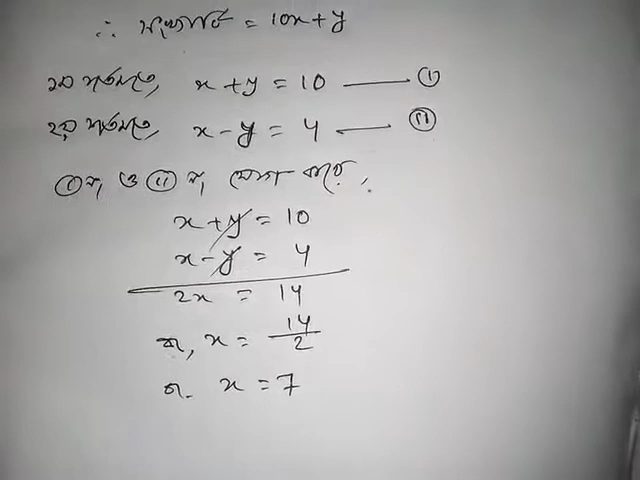 ∴ সংখ্যাটি = 10x+y
১ম শর্তমতে, x + y = 10 —— (i)
২য় শর্তমতে, x - y = 4 —— (ii)
(i)নং ও (ii)নং যোগ করে,
x + y = 10
x - y = 4
2x = 14
বা, x = 14/2
বা. x = 7